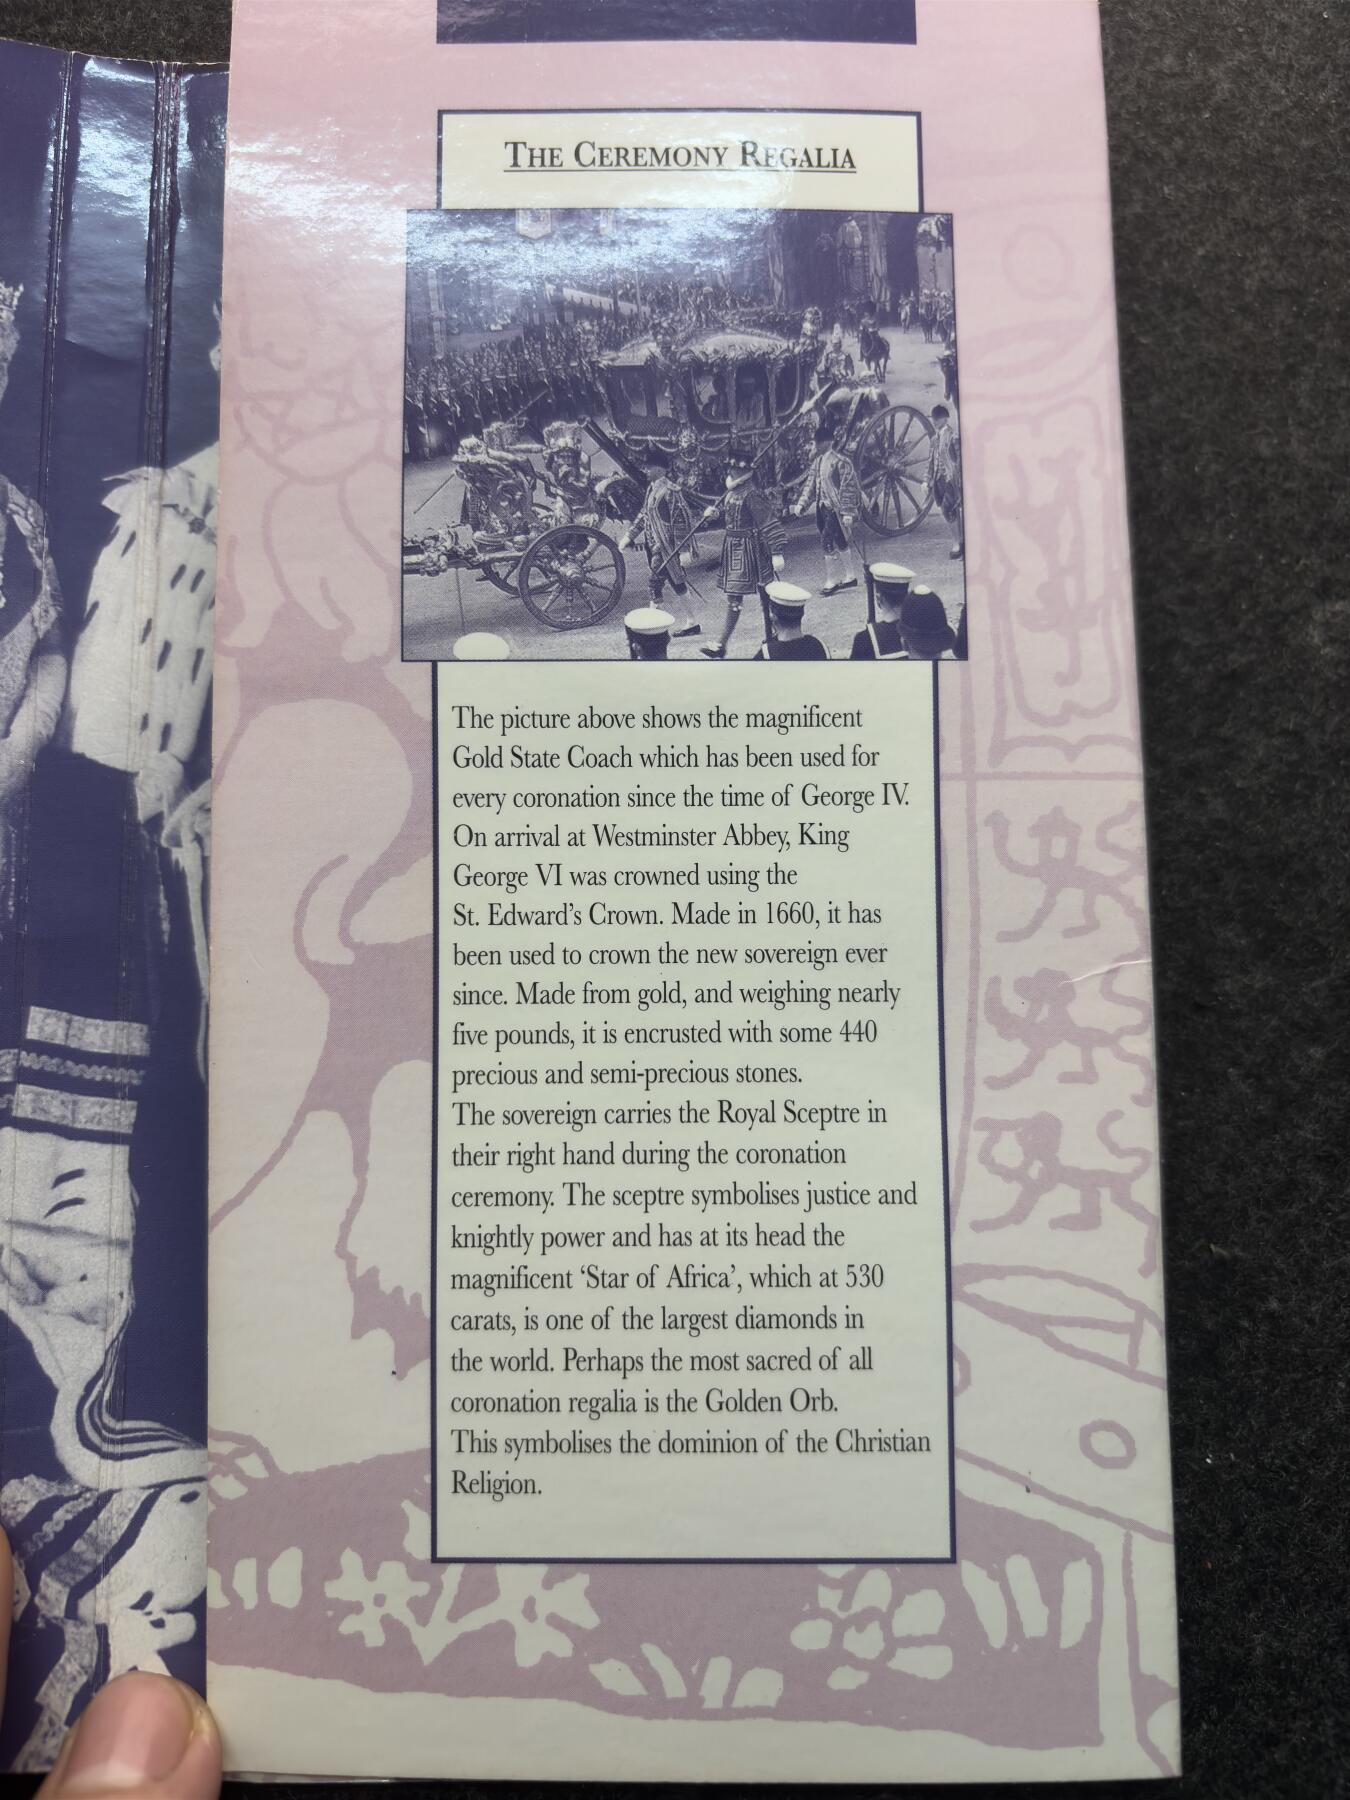 THE CEREMONY REGALIA
The picture above shows the magnificent
Gold State Coach which has been used for
every coronation since the time of George IV.
On arrival at Westminster Abbey, King
George VI was crowned using the
St. Edward's Crown. Made in 1660, it has
been used to crown the new sovereign ever
since. Made from gold, and weighing nearly
five pounds, it is encrusted with some 440
precious and semi-precious stones.
The sovereign carries the Royal Sceptre in
their right hand during the coronation
ceremony. The sceptre symbolises justice and
knightly power and has at its head the
magnificent 'Star of Africa', which at 530
carats, is one of the largest diamonds in
the world. Perhaps the most sacred of all
coronation regalia is the Golden Orb.
This symbolises the dominion of the Christian
Religion.